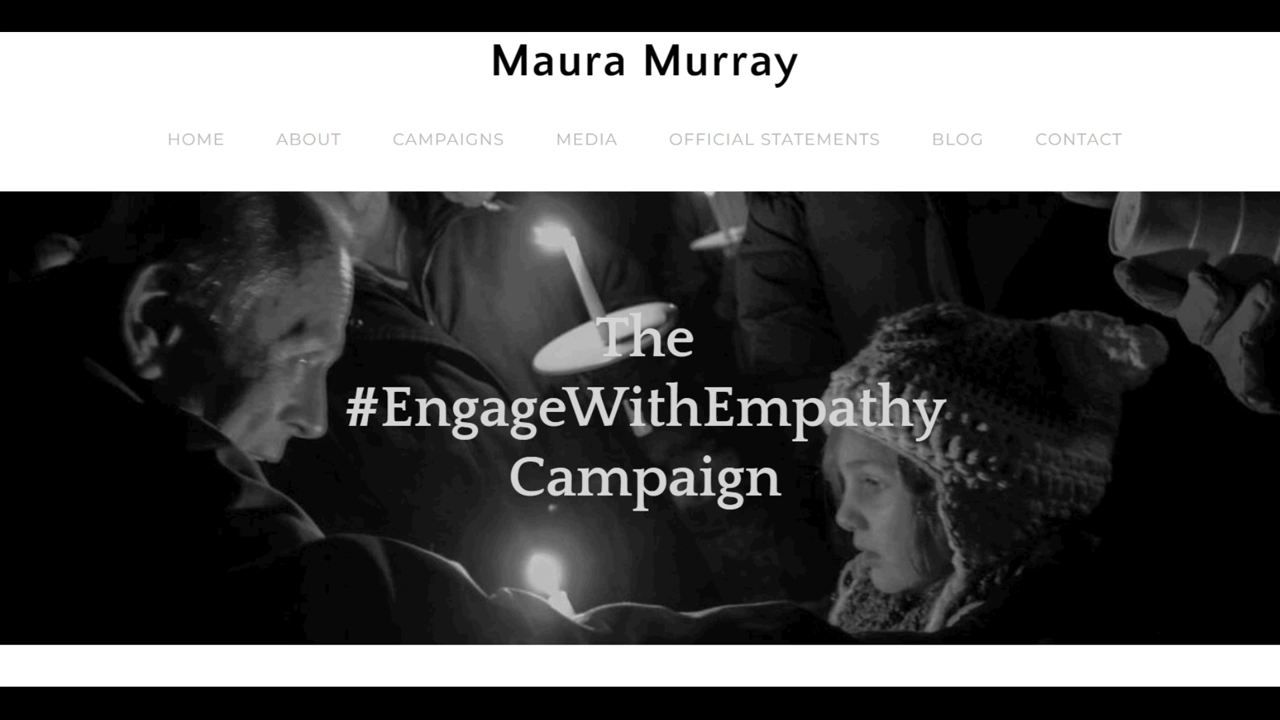 Maura Murray
HOME ABOUT CAMPAIGNS MEDIA OFFICIAL STATEMENTS BLOG CONTACT
The
#EngageWithEmpathy
Campaign